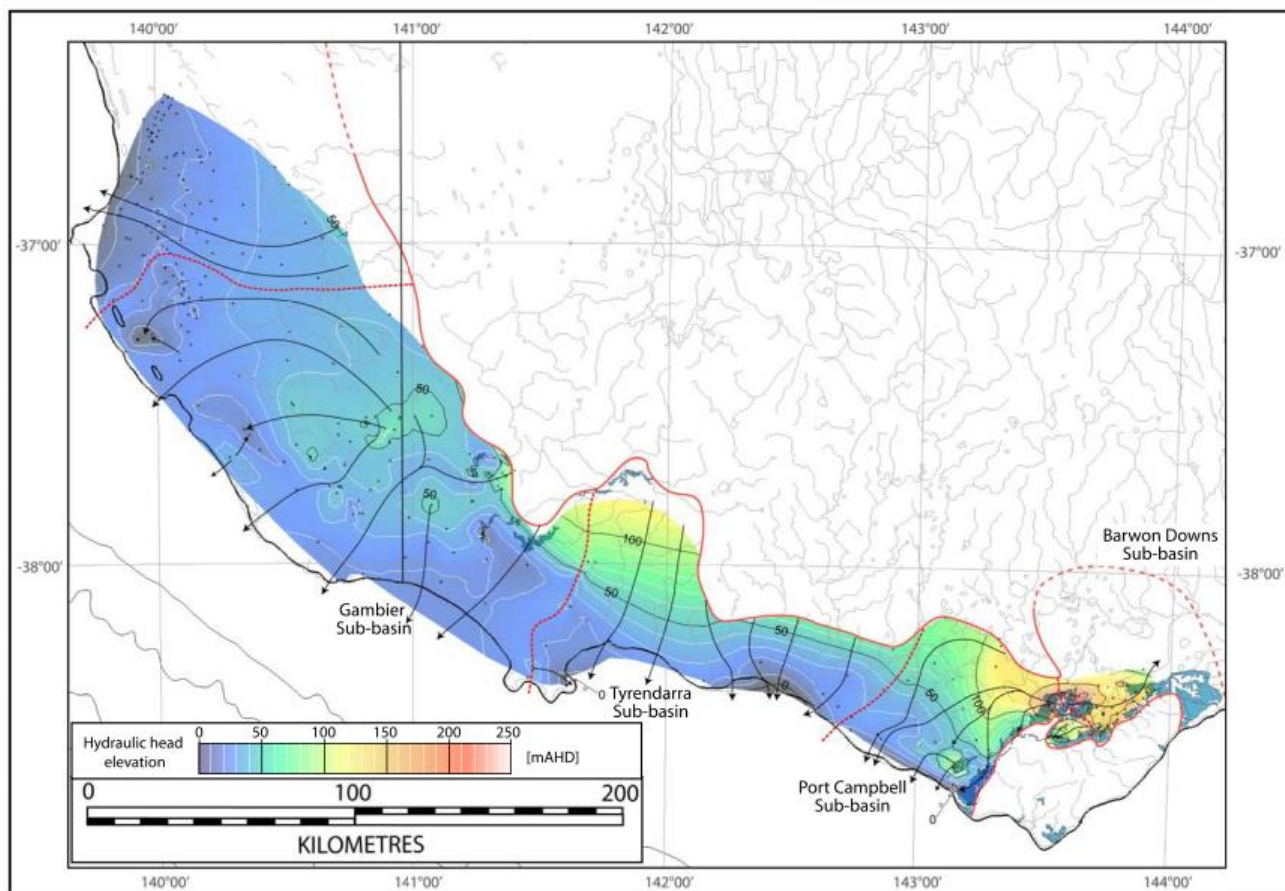 140°00' 141°00' 142°00' 143°00' 144°00'
50
-37°00' -37°00'
50
50
100
Barwon Downs
Sub-basin
-38°00' -38°00'
50
50
Gambier
Sub-basin
0
50
100
0 Tyrendarra
Sub-basin
Hydraulic head
elevation
0 50 100 150 200 250
[mAHD]
Port Campbell
Sub-basin
0
0 100 200
KILOMETRES
140°00' 141°00' 142°00' 143°00' 144°00'